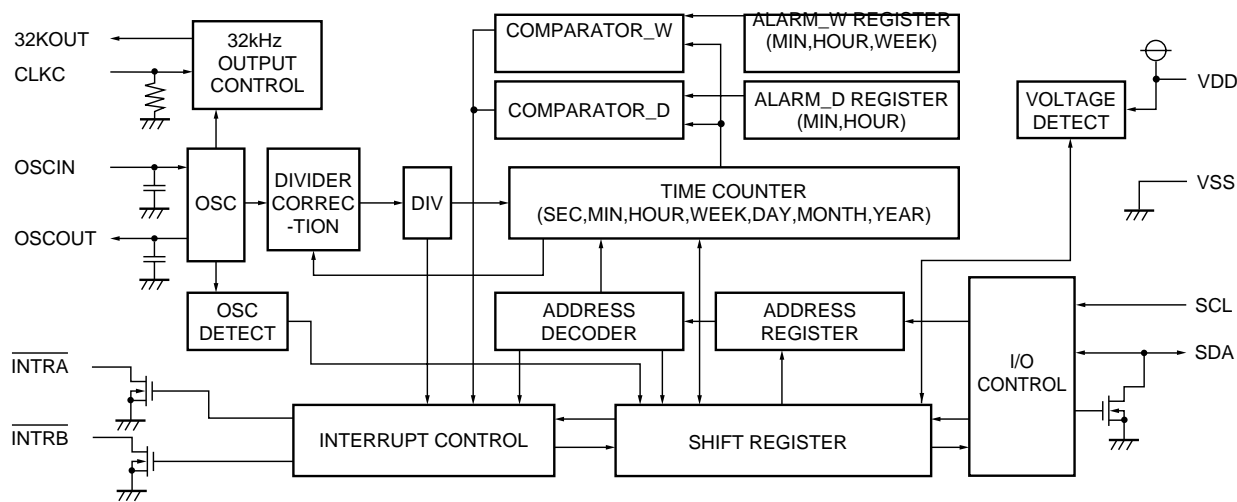 32KOUT
CLKC
32kHz
OUTPUT
CONTROL
COMPARATOR_W
ALARM_W REGISTER
(MIN,HOUR,WEEK)
COMPARATOR_D
ALARM_D REGISTER
(MIN,HOUR)
VOLTAGE
DETECT
VDD
VSS
OSCIN
OSCOUT
OSC
DIVIDER
CORREC
-TION
DIV
TIME COUNTER
(SEC,MIN,HOUR,WEEK,DAY,MONTH,YEAR)
OSC
DETECT
ADDRESS
DECODER
ADDRESS
REGISTER
I/O
CONTROL
SCL
SDA
INTRA
INTRB
INTERRUPT CONTROL
SHIFT REGISTER